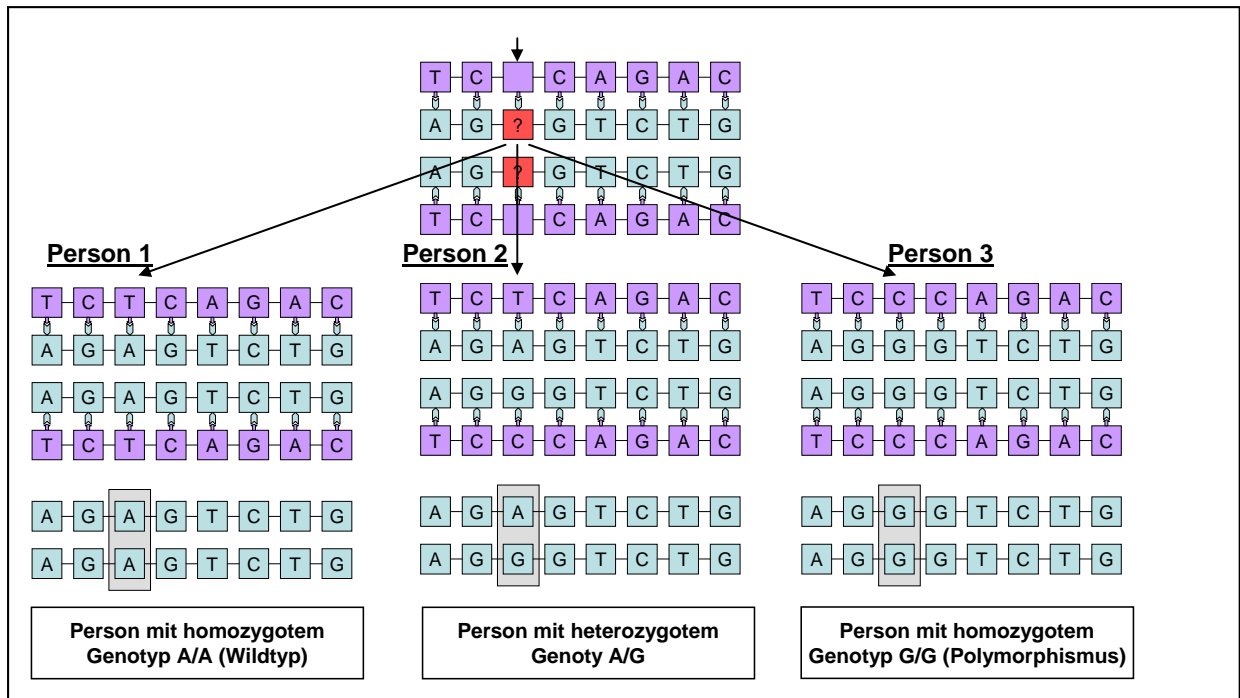 T C C A G A C
A G ? G T C T G
A G ? G T C T G
T C C A G A C
Person 1
Person 2
Person 3
T C T C A G A C
A G A G T C T G
A G A G T C T G
T C T C A G A C
T C T C A G A C
A G A G T C T G
A G G G T C T G
T C C C A G A C
T C C C A G A C
A G G G T C T G
A G G G T C T G
T C C C A G A C
A G A G T C T G
A G A G T C T G
A G A G T C T G
A G G G T C T G
A G G G T C T G
A G G G T C T G
Person mit homozygotem
Genotyp A/A (Wildtyp)
Person mit heterozygotem
Genoty A/G
Person mit homozygotem
Genotyp G/G (Polymorphismus)